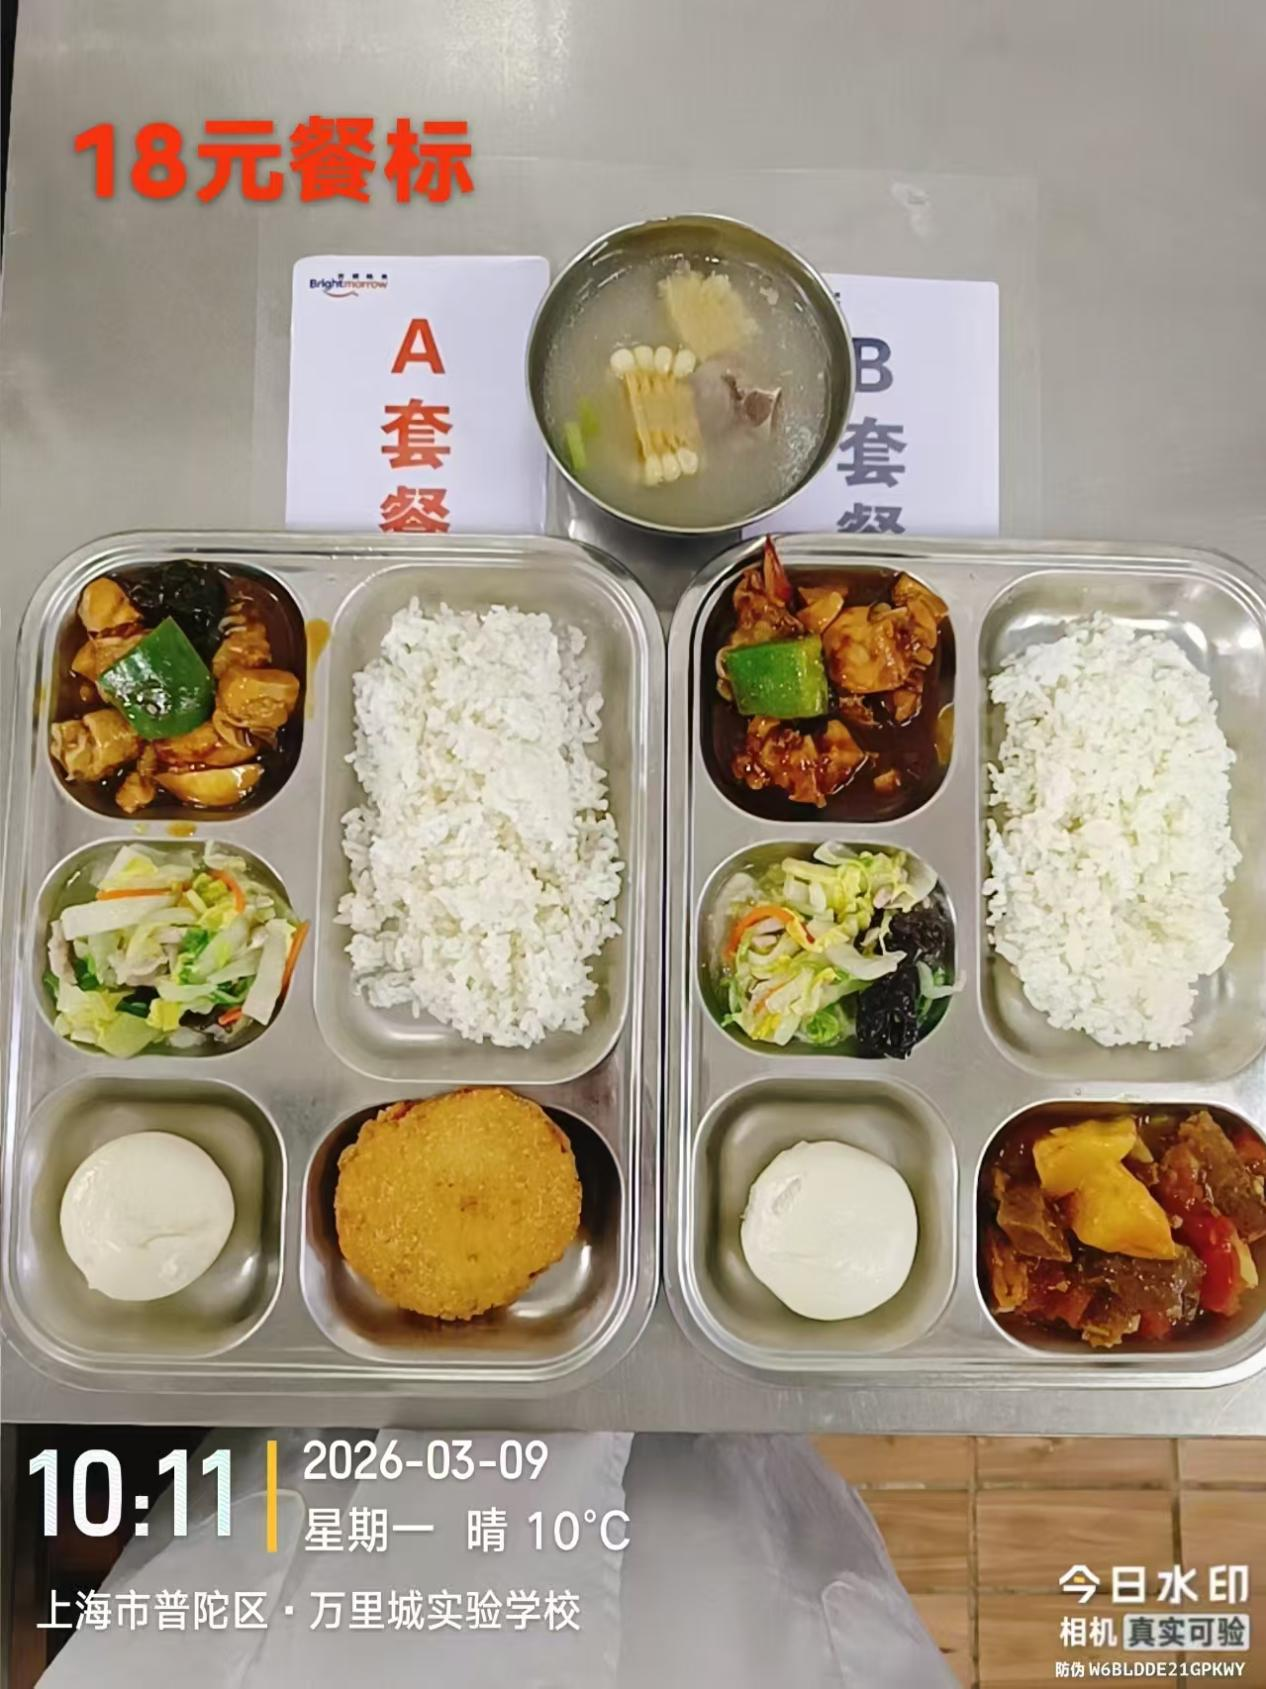 18元餐标
Brightmorrow
A
套
餐
B
套
餐
10:11
2026-03-09
星期一 晴 10°C
上海市普陀区·万里城实验学校
今日水印
相机 真实可验
防伪 W6BLDDE21GPKWY